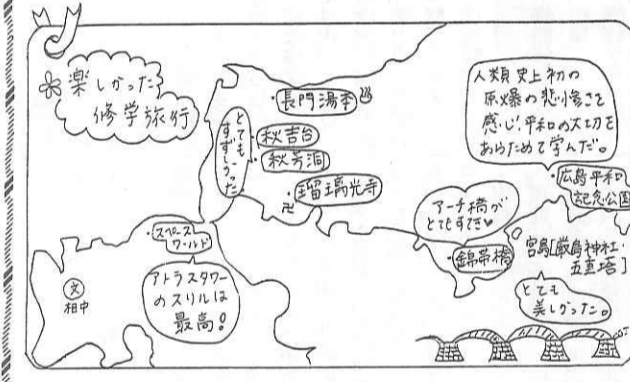 楽しかった
修学旅行
長門湯本
とても
すずしかった
秋吉台
秋芳洞
瑠璃光寺
卍
人類史上初の
原爆の悲惨さを
感じ、平和の大切を
あらためて学んだ。
広島平和
記念公園
アーチ橋が
とてもすてき♥
錦帯橋
宮島[厳島神社・
五重塔]
とても
美しかった。
スペース
ワールド
アトラスタワー
のスリルは
最高!
文
相中